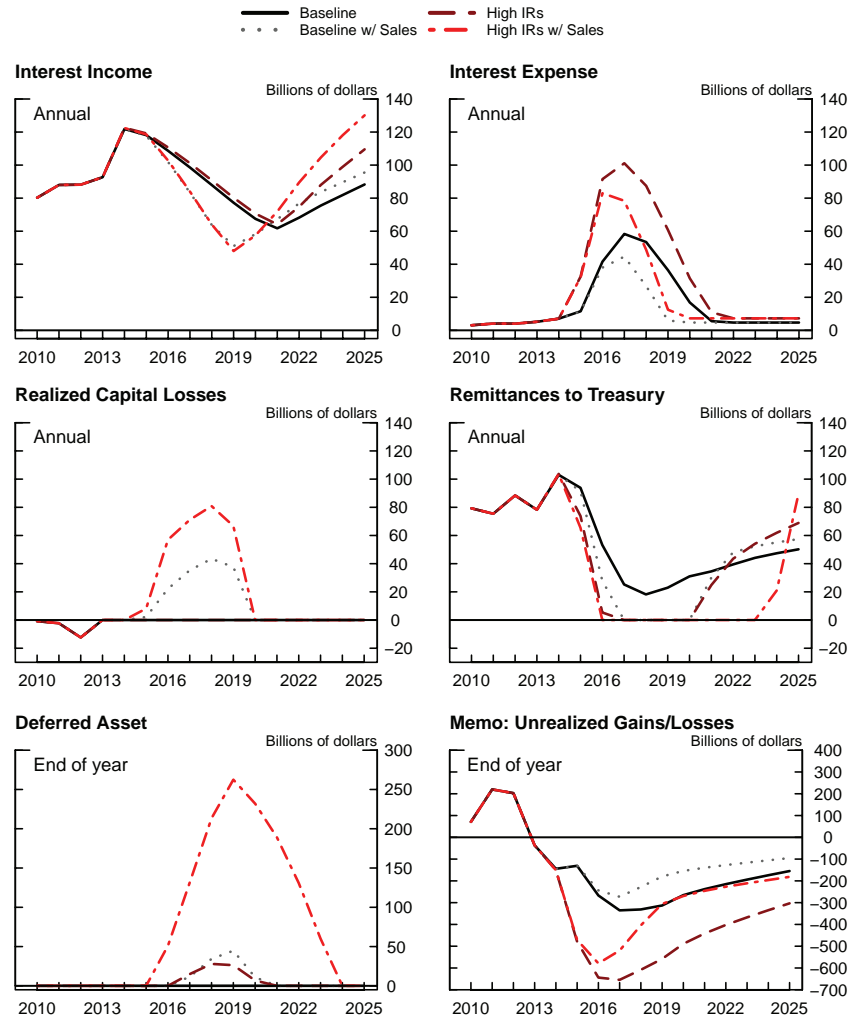 Baseline High IRs
Baseline w/ Sales High IRs w/ Sales
Interest Income
Billions of dollars
Annual
140
120
100
80
60
40
20
0
2010 2013 2016 2019 2022 2025
Interest Expense
Billions of dollars
Annual
140
120
100
80
60
40
20
0
2010 2013 2016 2019 2022 2025
Realized Capital Losses
Billions of dollars
Annual
140
120
100
80
60
40
20
0
−20
2010 2013 2016 2019 2022 2025
Remittances to Treasury
Billions of dollars
Annual
140
120
100
80
60
40
20
0
−20
2010 2013 2016 2019 2022 2025
Deferred Asset
Billions of dollars
End of year
300
250
200
150
100
50
0
2010 2013 2016 2019 2022 2025
Memo: Unrealized Gains/Losses
Billions of dollars
End of year
400
300
200
100
0
−100
−200
−300
−400
−500
−600
−700
2010 2013 2016 2019 2022 2025